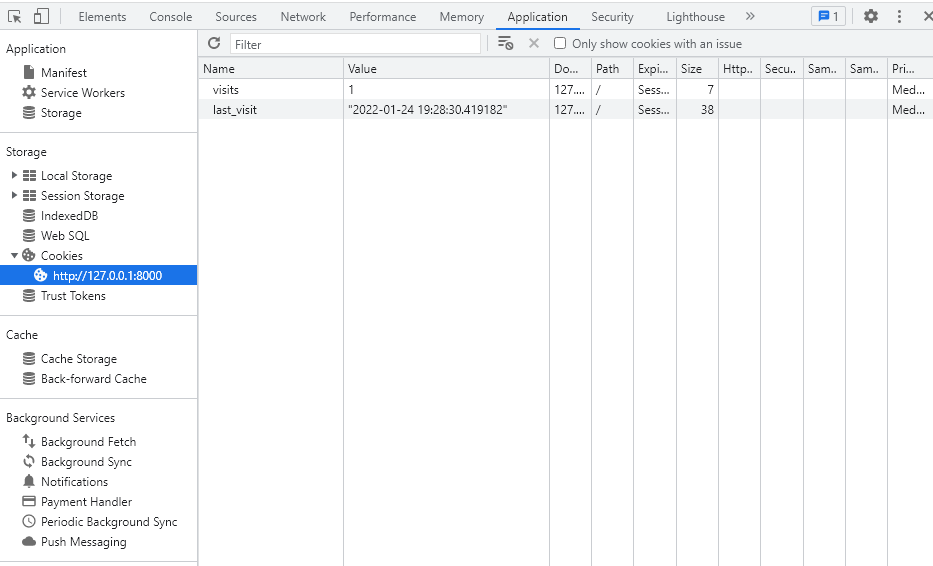 Elements Console Sources Network Performance Memory Application Security Lighthouse » 1
Application
Manifest
Service Workers
Storage
Storage
Local Storage
Session Storage
IndexedDB
Web SQL
Cookies
http://127.0.0.1:8000
Trust Tokens
Cache
Cache Storage
Back-forward Cache
Background Services
Background Fetch
Background Sync
Notifications
Payment Handler
Periodic Background Sync
Push Messaging
Filter Only show cookies with an issue
Name Value Do... Path Expi... Size Http... Secu... Sam... Sam... Pri...
visits 1 127.... / Sess... 7 Med...
last_visit "2022-01-24 19:28:30.419182" 127.... / Sess... 38 Med...